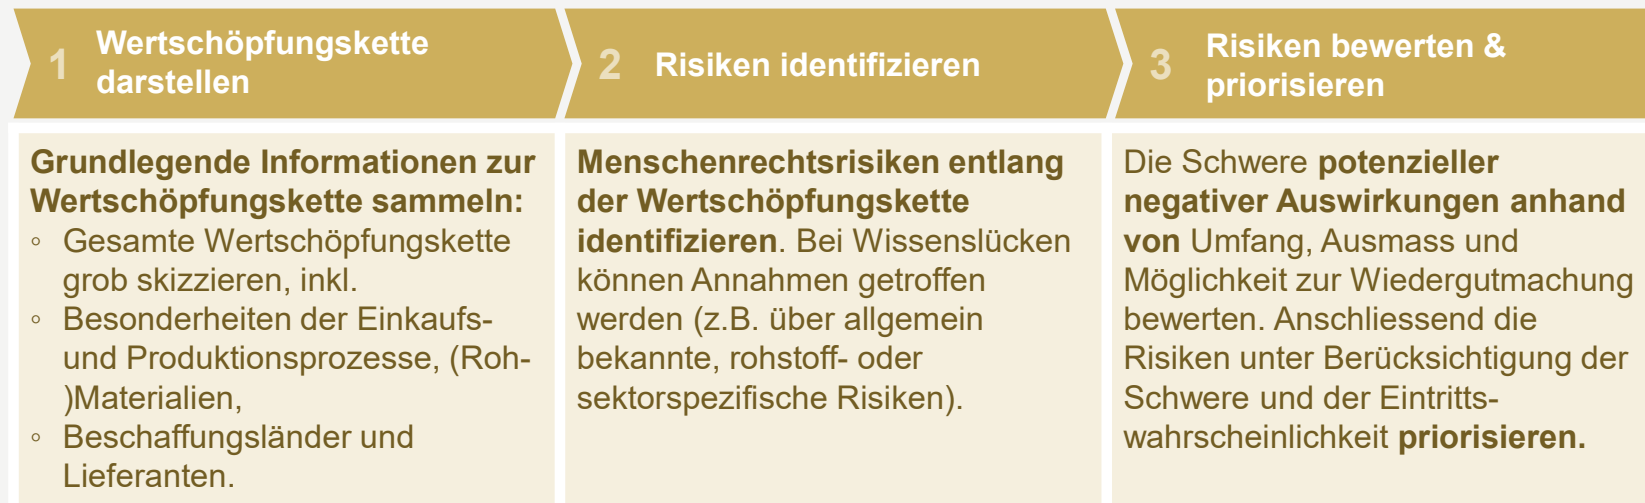 1
Wertschöpfungskette
darstellen
2
Risiken identifizieren
3
Risiken bewerten &
priorisieren
Grundlegende Informationen zur
Wertschöpfungskette sammeln:
◦ Gesamte Wertschöpfungskette
grob skizzieren, inkl.
◦ Besonderheiten der Einkaufs-
und Produktionsprozesse, (Roh-
)Materialien,
◦ Beschaffungsländer und
Lieferanten.
Menschenrechtsrisiken entlang
der Wertschöpfungskette
identifizieren. Bei Wissenslücken
können Annahmen getroffen
werden (z.B. über allgemein
bekannte, rohstoff- oder
sektorspezifische Risiken).
Die Schwere potenzieller
negativer Auswirkungen anhand
von Umfang, Ausmass und
Möglichkeit zur Wiedergutmachung
bewerten. Anschliessend die
Risiken unter Berücksichtigung der
Schwere und der Eintritts-
wahrscheinlichkeit priorisieren.